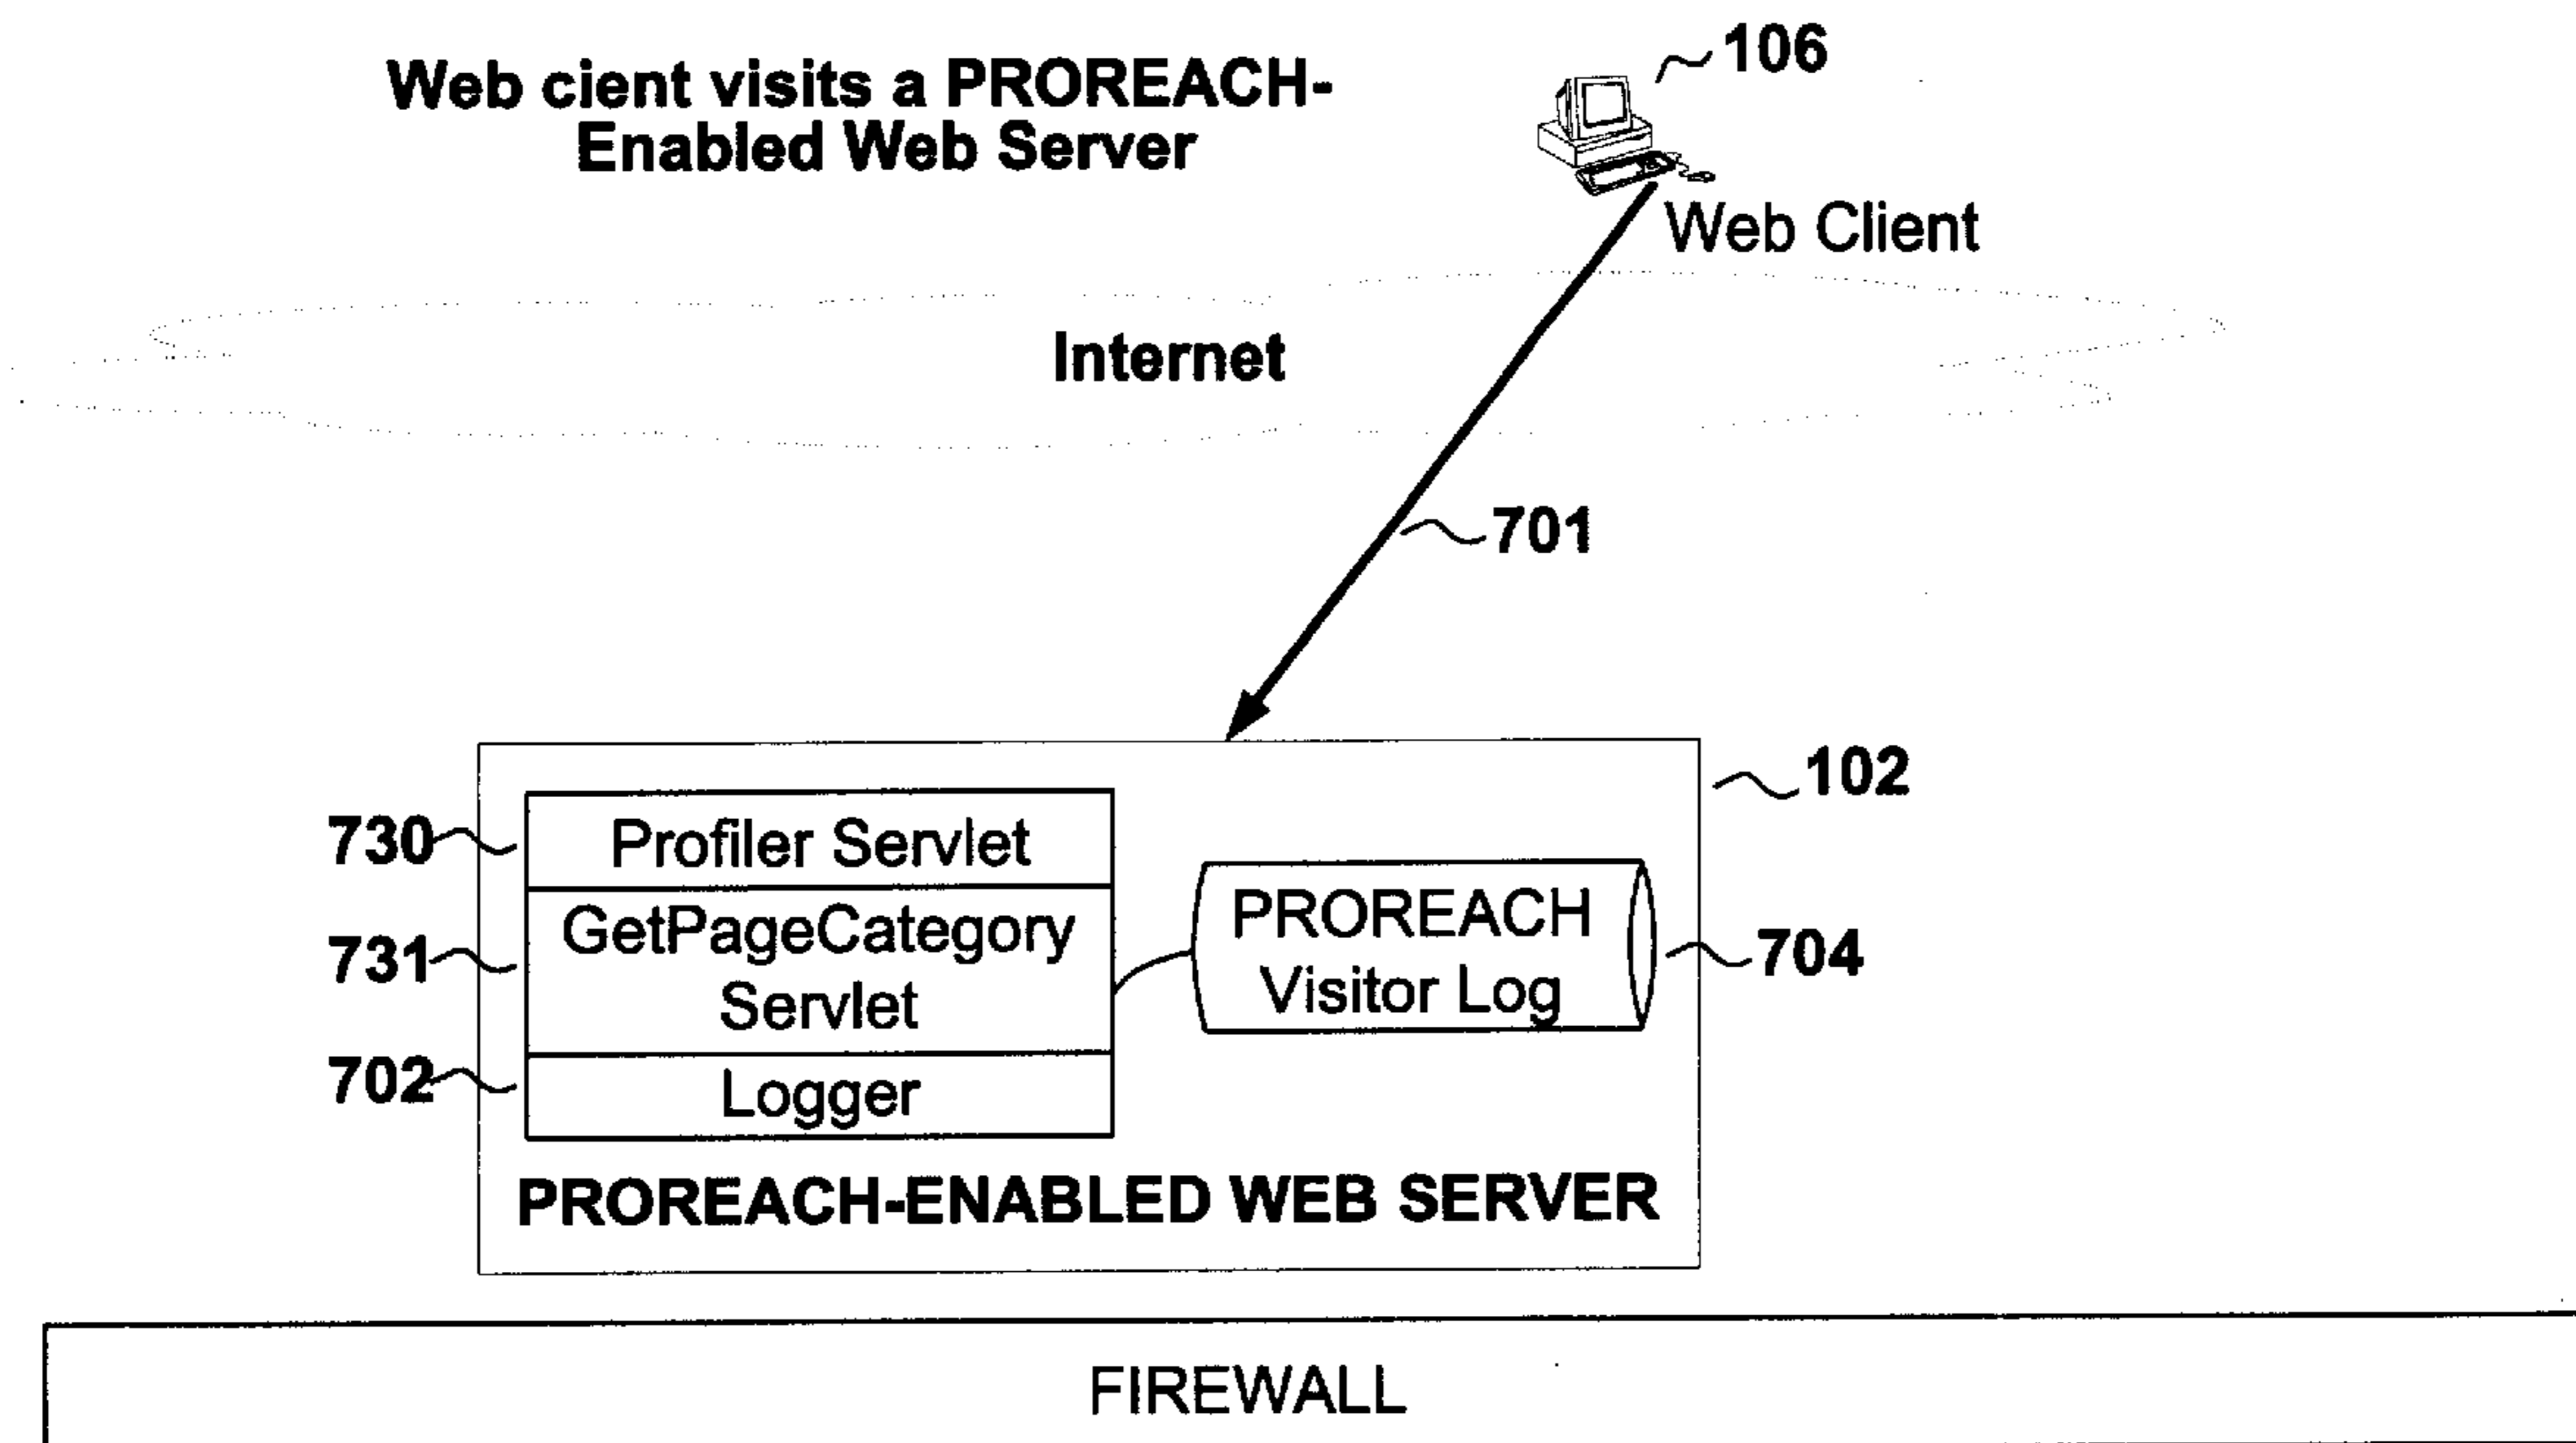 106
Web cient visits a PROREACH-
Enabled Web Server
Web Client
Internet
701
102
730
Profiler Servlet
731
GetPageCategory
Servlet
PROREACH
Visitor Log
704
702
Logger
PROREACH-ENABLED WEB SERVER
FIREWALL